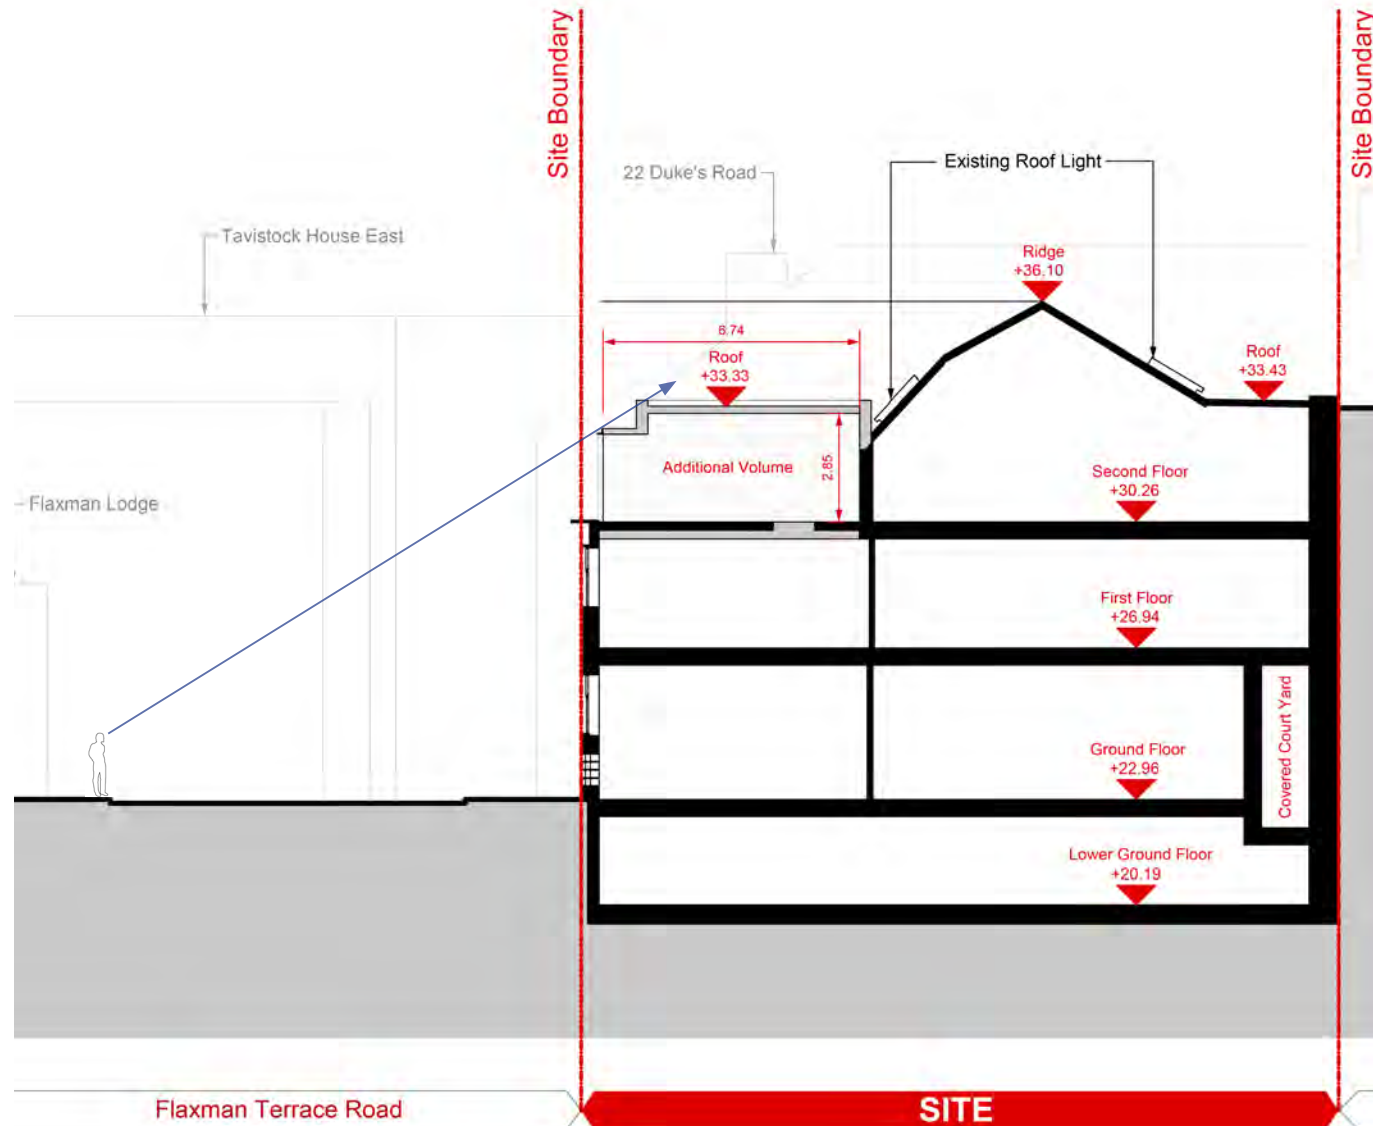 Site Boundary
Site Boundary
22 Duke's Road
Existing Roof Light
Tavistock House East
Ridge
+36.10
6.74
Roof
+33.33
Roof
+33.43
Additional Volume
2.85
Second Floor
+30.26
Flaxman Lodge
First Floor
+26.94
Covered Court Yard
Ground Floor
+22.96
Lower Ground Floor
+20.19
Flaxman Terrace Road
SITE